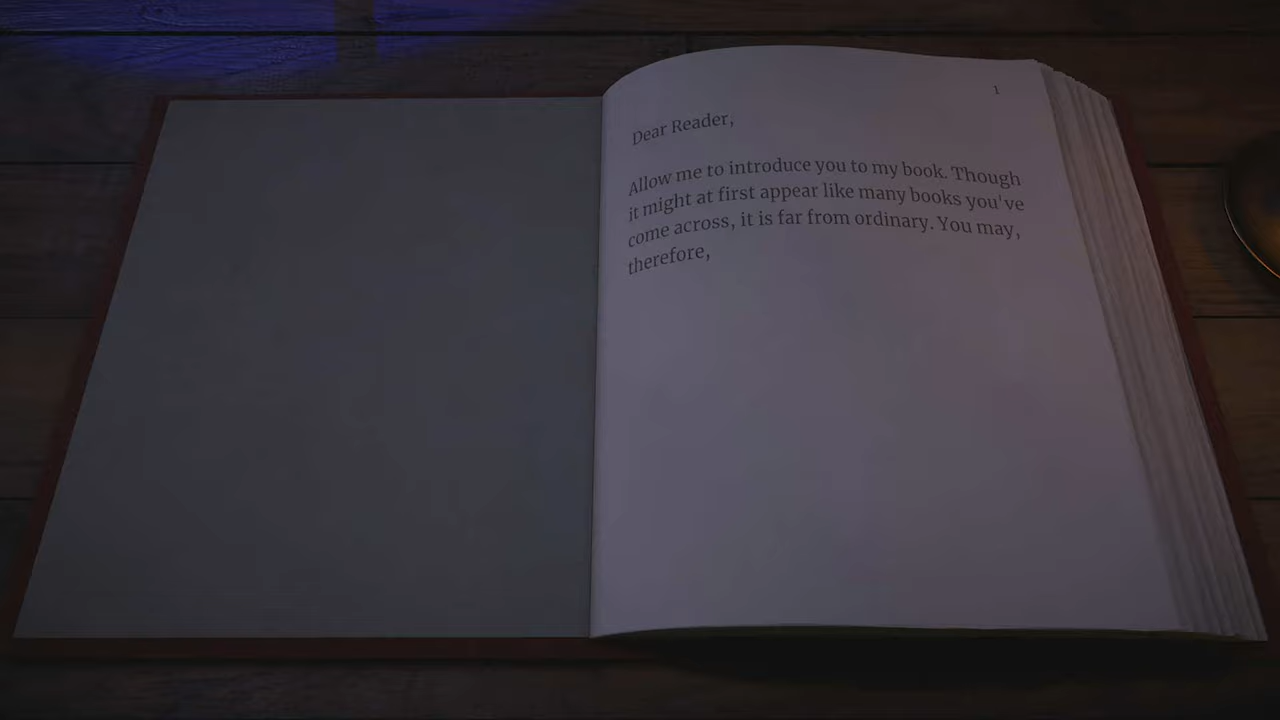 1
Dear Reader,
Allow me to introduce you to my book. Though
it might at first appear like many books you've
come across, it is far from ordinary. You may,
therefore,